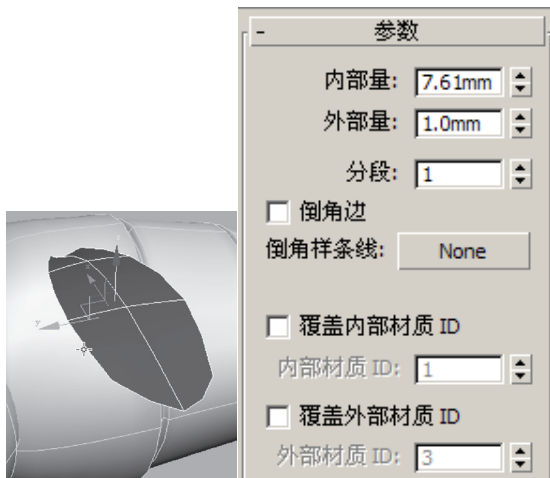 - 参数
内部量: 7.61mm
外部量: 1.0mm
分段: 1
倒角边
倒角样条线: None
覆盖内部材质 ID
内部材质 ID: 1
覆盖外部材质 ID
外部材质 ID: 3
y